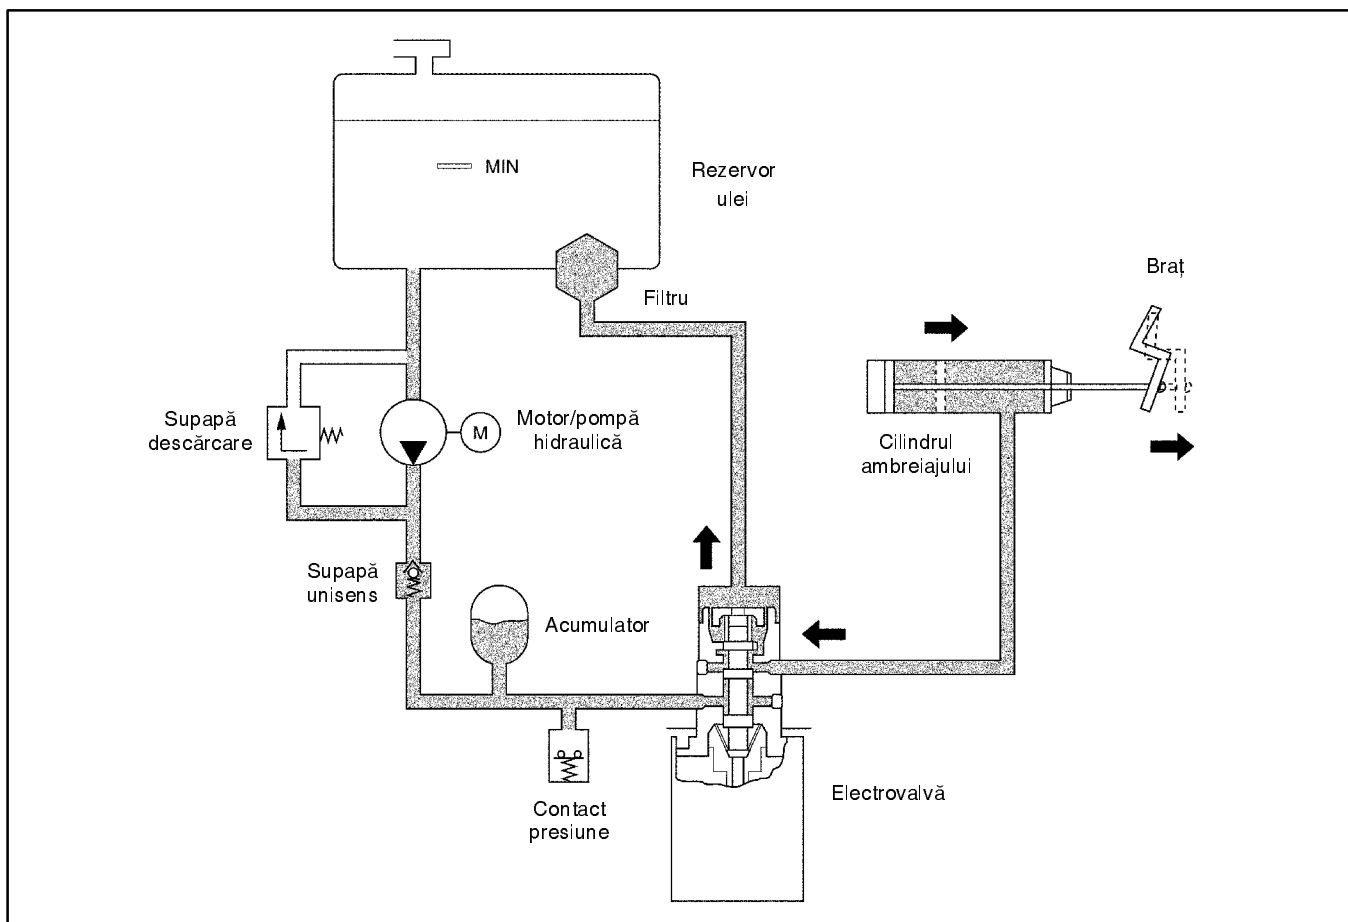 MIN
Rezervor
ulei
Filtru
Braț
Supapă
descărcare
M
Motor/pompă
hidraulică
Cilindrul
ambreiajului
Supapă
unisens
Acumulator
Electrovalvă
Contact
presiune